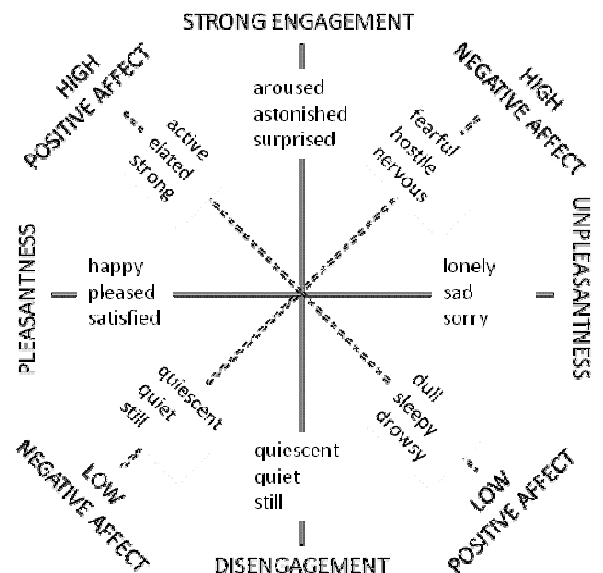 STRONG ENGAGEMENT
HIGH
POSITIVE AFFECT
HIGH
NEGATIVE AFFECT
aroused
astonished
surprised
active
elated
strong
fearful
hostile
nervous
PLEASANTNESS
happy
pleased
satisfied
lonely
sad
sorry
UNPLEASANTNESS
quiescent
quiet
still
dull
sleepy
drowsy
quiescent
quiet
still
LOW
NEGATIVE AFFECT
LOW
POSITIVE AFFECT
DISENGAGEMENT